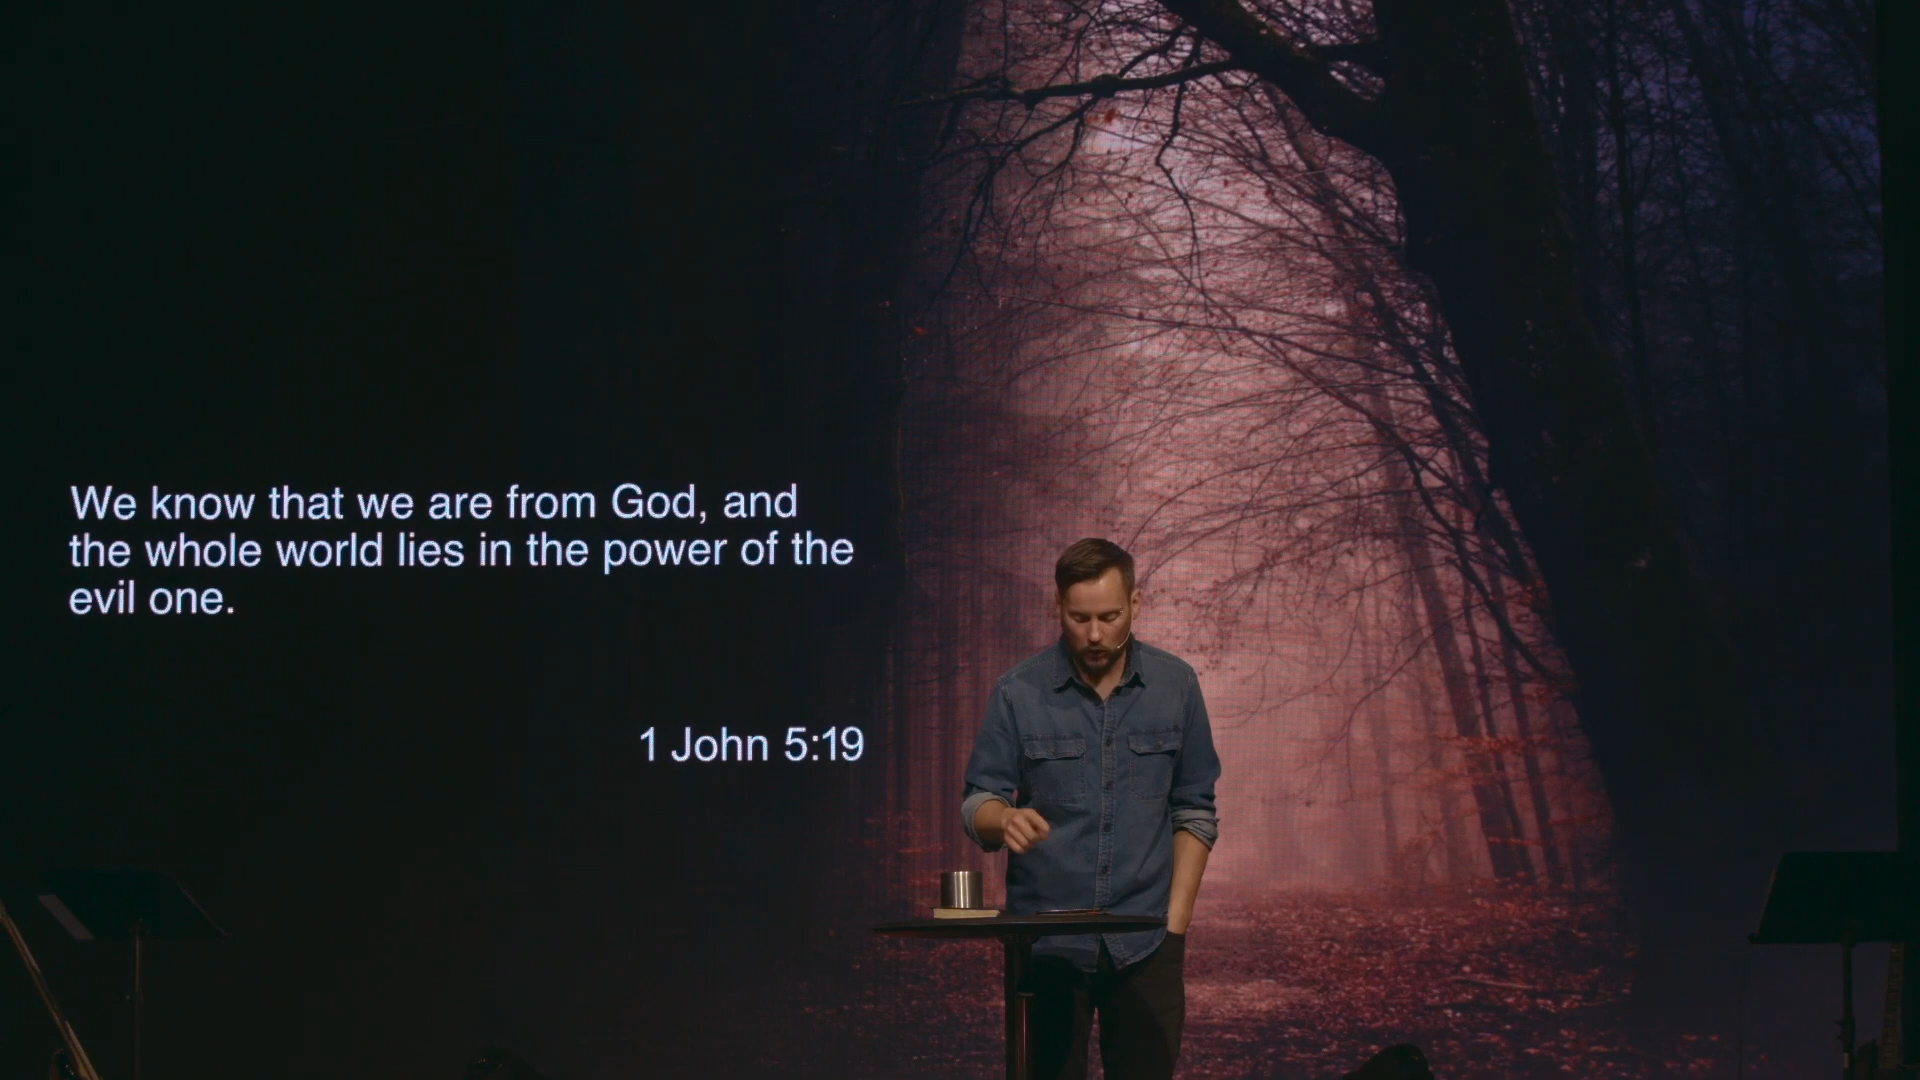 We know that we are from God, and
the whole world lies in the power of the
evil one.
1 John 5:19